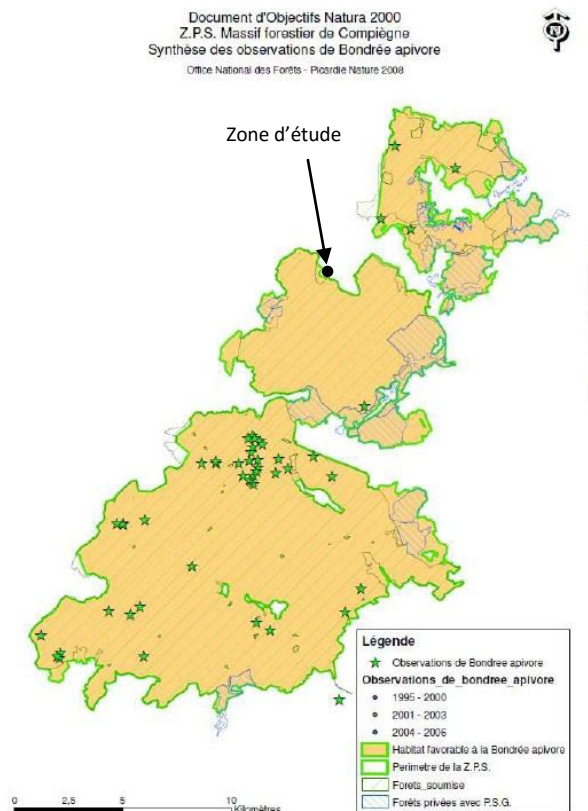 Document d'Objectifs Natura 2000
Z.P.S. Massif forestier de Compiègne
Synthèse des observations de Bondrée apivore
Office National des Forêts - Picardie Nature 2008
N
Zone d'étude
Légende
Observations de Bondree apivore
Observations_de_bondree_apivore
1995 - 2000
2001 - 2003
2004 - 2006
Habitat favorable à la Bondrée apivore
Perimetre de la Z.P.S.
Forets_soumise
Forêts privées avec P.S.G.
0 2,5 5 10
Kilomètres